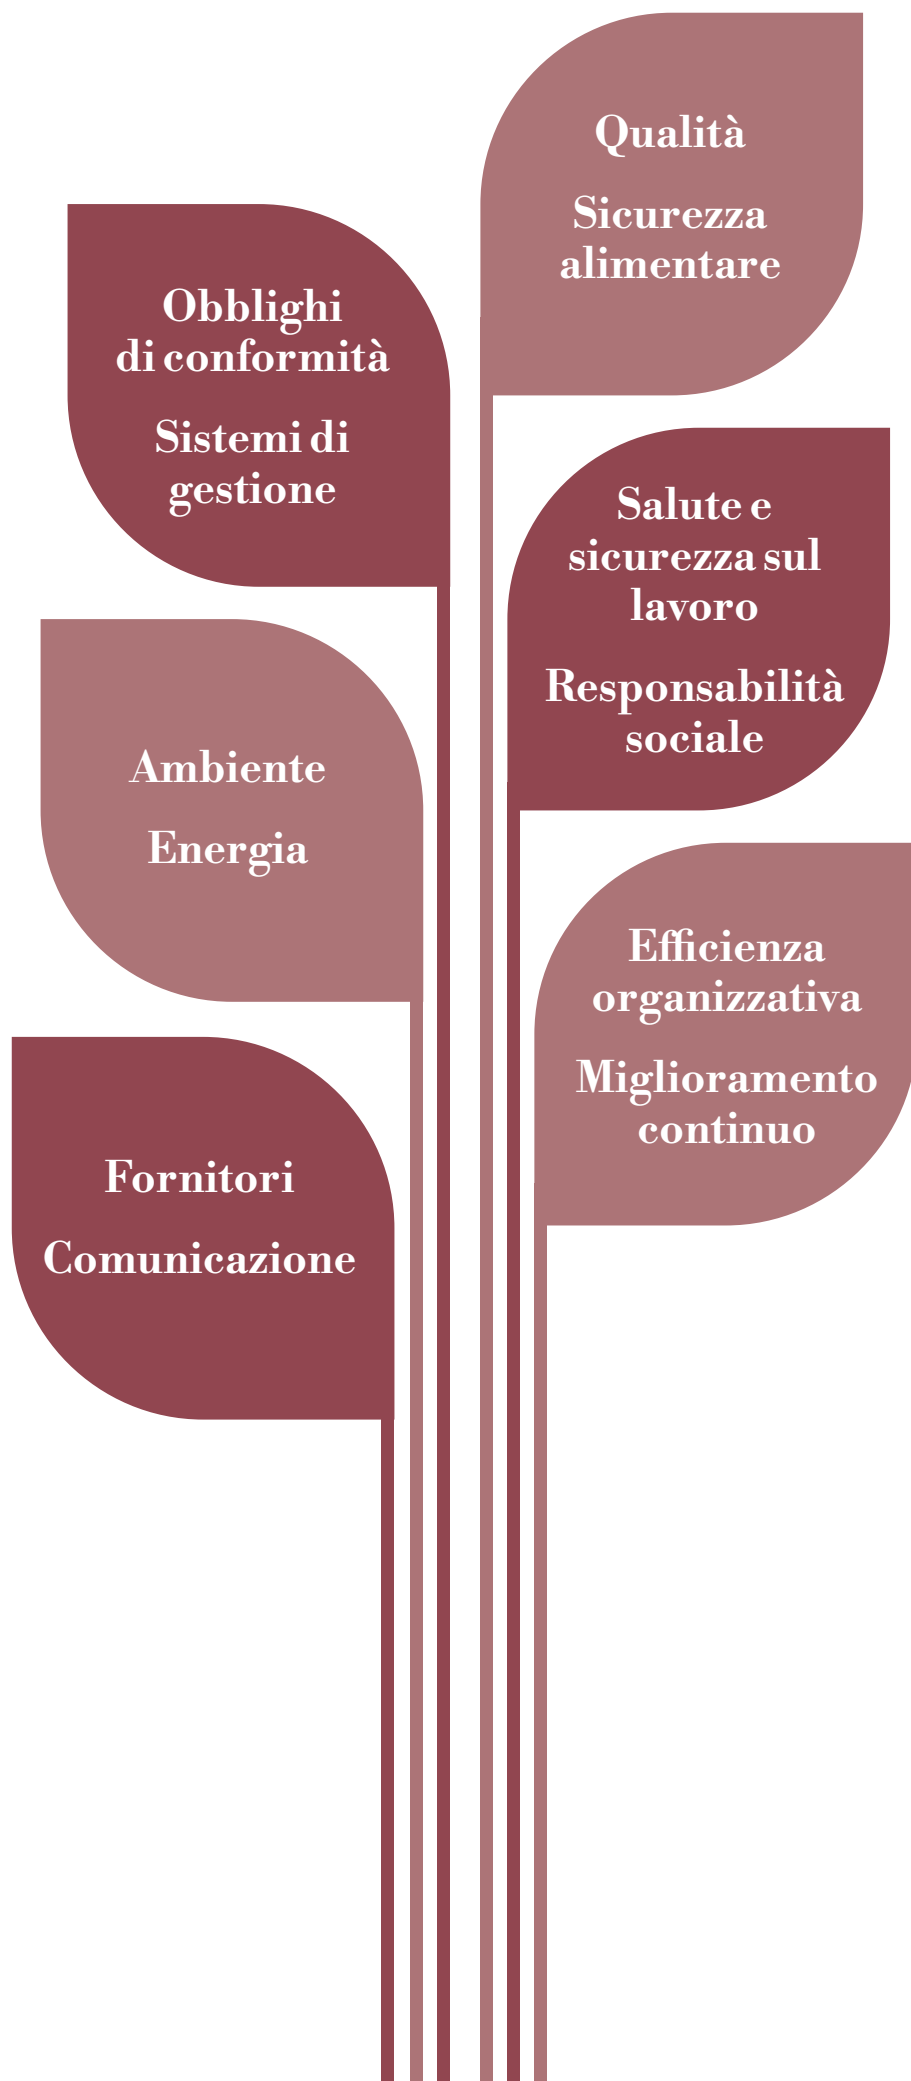 Qualità
Sicurezza
alimentare
Obblighi
di conformità
Sistemi di
gestione
Salute e
sicurezza sul
lavoro
Responsabilità
sociale
Ambiente
Energia
Efficienza
organizzativa
Miglioramento
continuo
Fornitori
Comunicazione